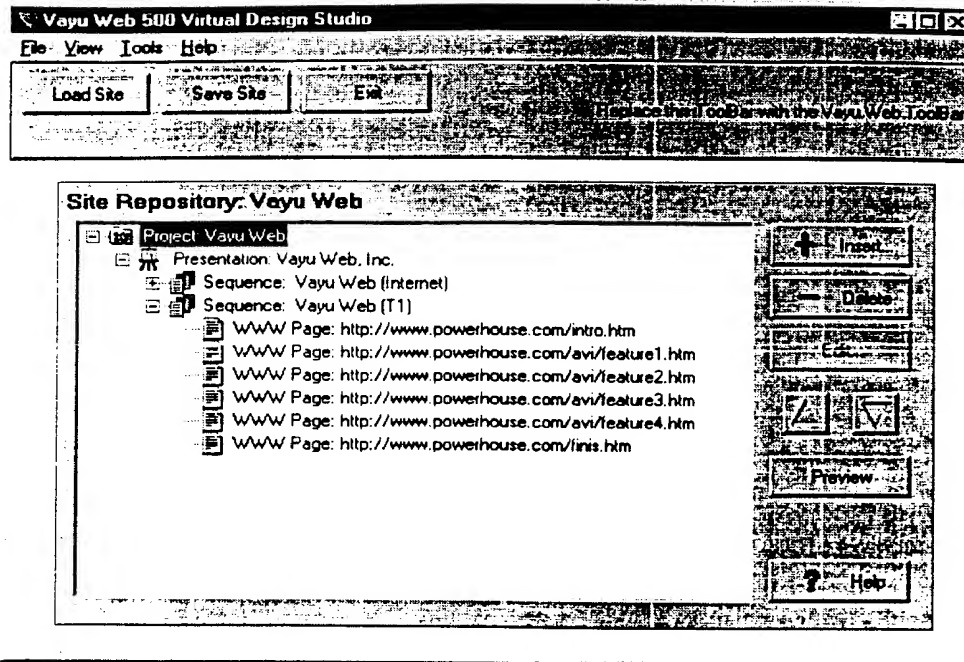 Vayu Web 500 Virtual Design Studio
File View Tools Help
Load Site Save Site Exit
Replace then ToolBar with the Vayu Web ToolBar
Site Repository: Vayu Web
Project: Vayu Web
Presentation: Vayu Web, Inc.
Sequence: Vayu Web (Internet)
Sequence: Vayu Web (T1)
WWW Page: http://www.powerhouse.com/intro.htm
WWW Page: http://www.powerhouse.com/avi/feature1.htm
WWW Page: http://www.powerhouse.com/avi/feature2.htm
WWW Page: http://www.powerhouse.com/avi/feature3.htm
WWW Page: http://www.powerhouse.com/avi/feature4.htm
WWW Page: http://www.powerhouse.com/finis.htm
Insert...
Delete
Edit...
Preview...
? Help...